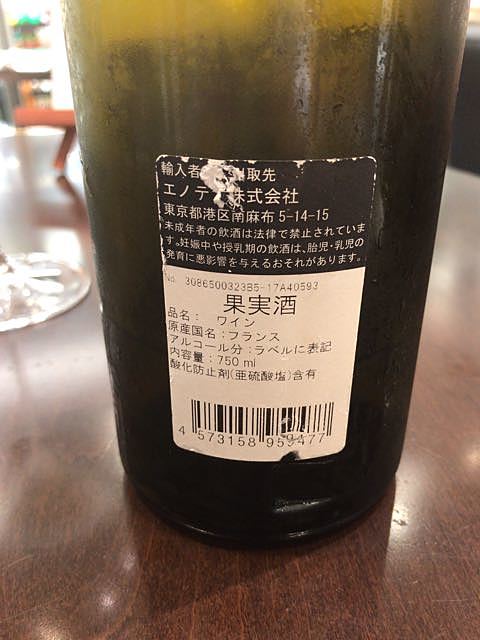 輸入者 取先
エノテ 株式会社
東京都港区南麻布 5-14-15
未成年者の飲酒は法律で禁止されていま
す。妊娠中や授乳期の飲酒は、胎児・乳児の
発育に悪影響を与えるおそれがあります。
No. 3086500323B5-17A40593
果実酒
品名: ワイン
原産国名:フランス
アルコール分:ラベルに表記
内容量:750ml
酸化防止剤(亜硫酸塩)含有
4 573158 959477